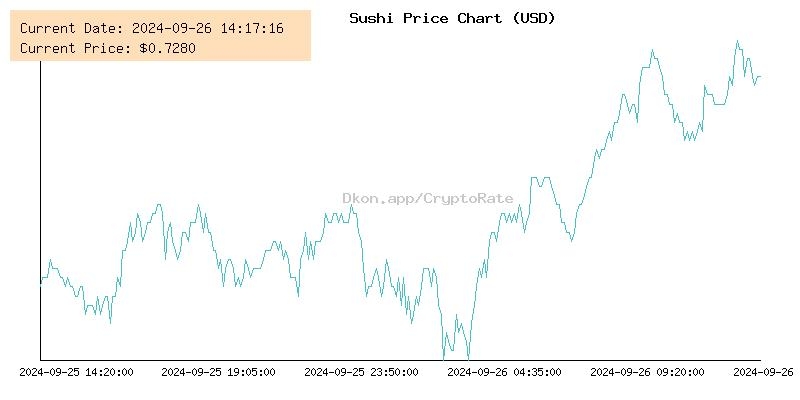 Sushi Price Chart (USD)
Current Date: 2024-09-26 14:17:16
Current Price: $0.7280
Dkon.app/CryptoRate
2024-09-25 14:20:00 2024-09-25 19:05:00 2024-09-25 23:50:00 2024-09-26 04:35:00 2024-09-26 09:20:00 2024-09-26